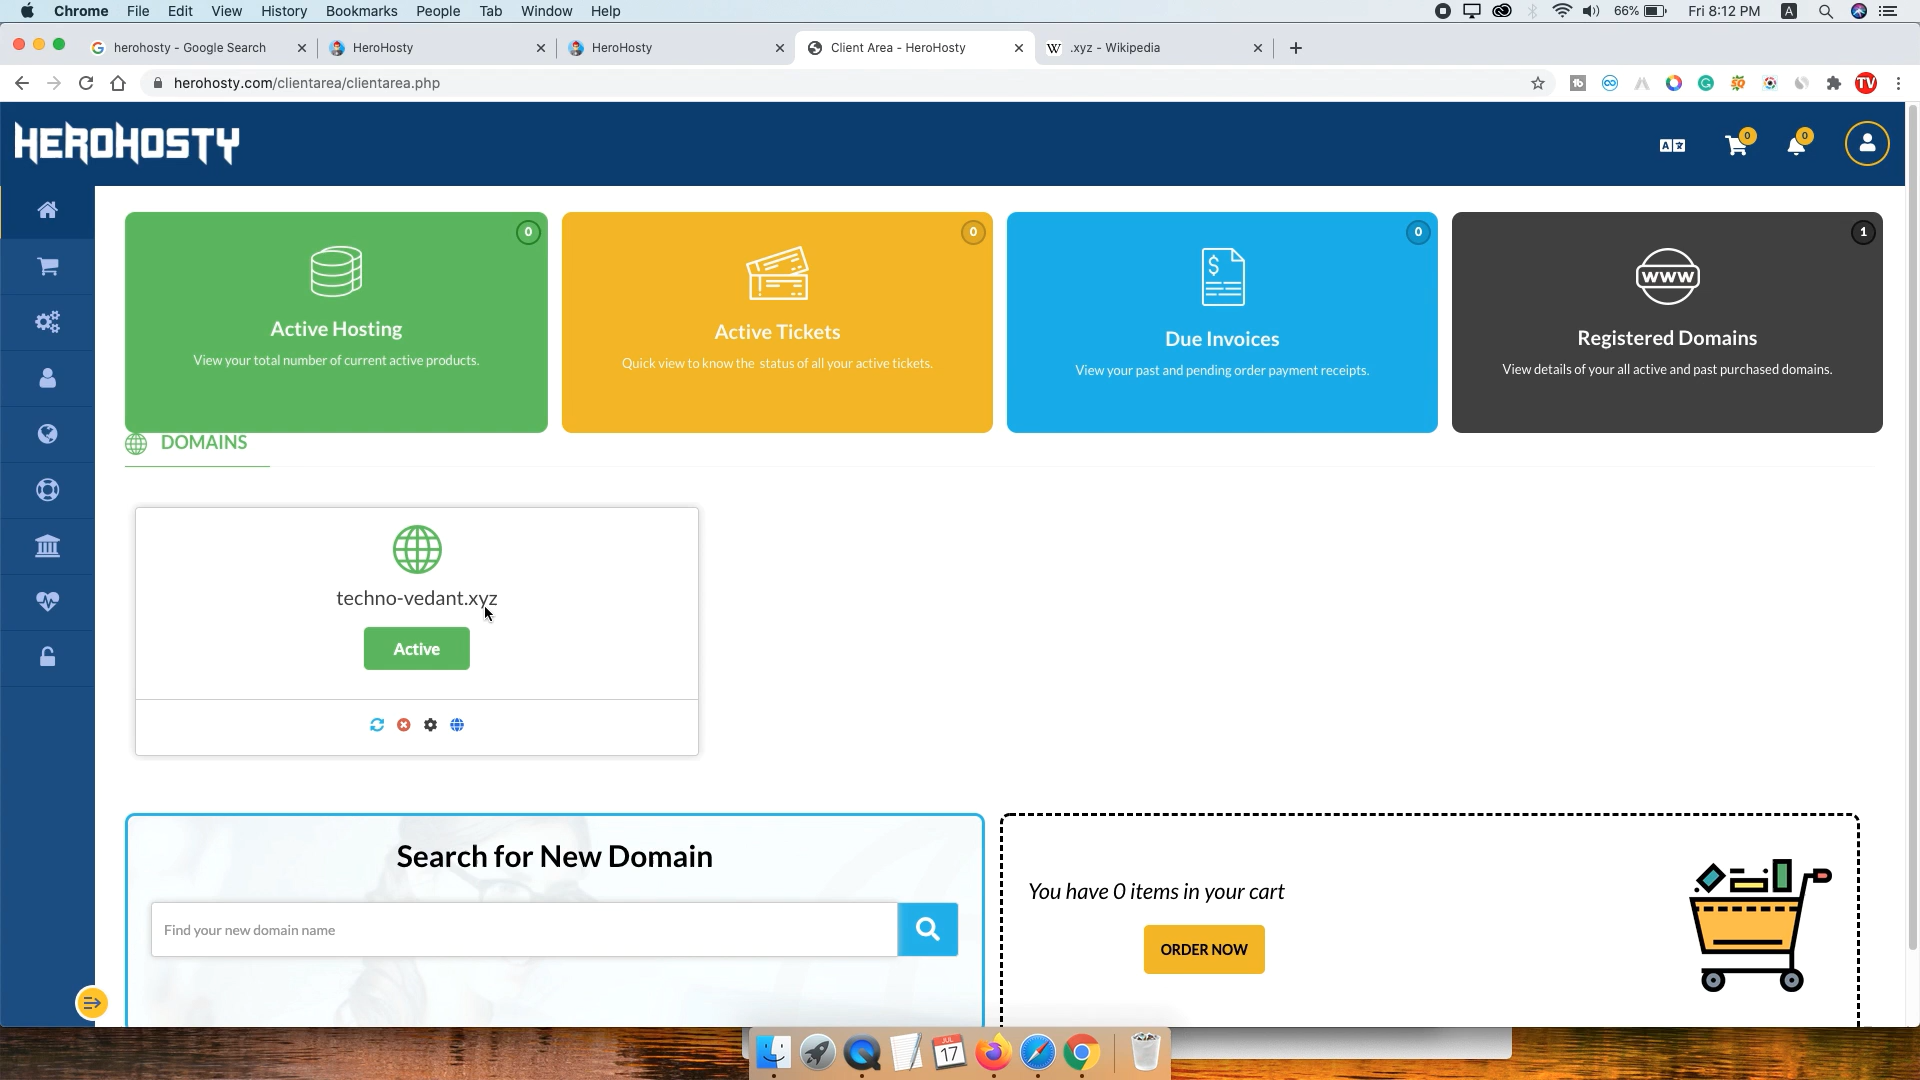 Chrome File Edit View History Bookmarks People Tab Window Help 66% Fri 8:12 PM A
herohosty - Google Search HeroHosty HeroHosty Client Area - HeroHosty W .xyz - Wikipedia
herohosty.com/clientarea/clientarea.php TV
HEROHOSTY 0 0
0 0 0 1
WWW
Active Hosting Active Tickets Due Invoices Registered Domains
View your total number of current active products. Quick view to know the status of all your active tickets. View your past and pending order payment receipts. View details of your all active and past purchased domains.
DOMAINS
techno-vedant.xyz
Active
Search for New Domain
Find your new domain name
You have 0 items in your cart
ORDER NOW
JUL
17